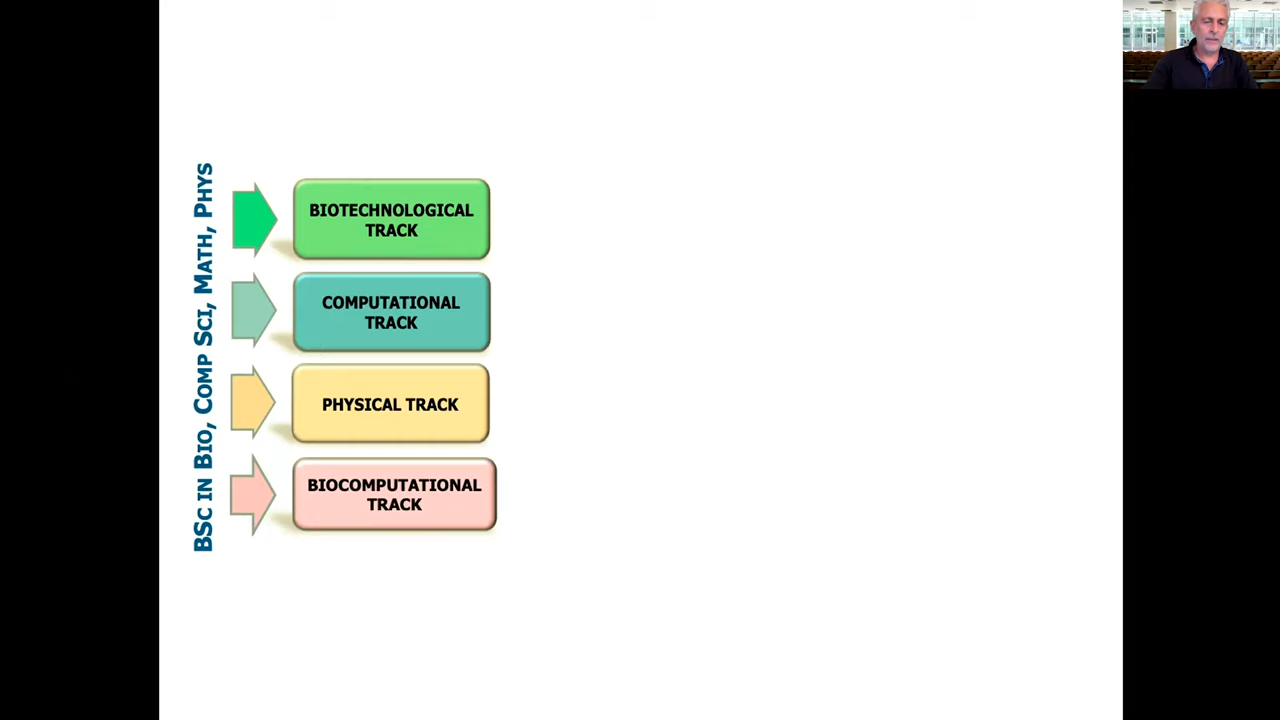 BSC IN BIO, COMP SCI, MATH, PHYS
BIOTECHNOLOGICAL
TRACK
COMPUTATIONAL
TRACK
PHYSICAL TRACK
BIOCOMPUTATIONAL
TRACK